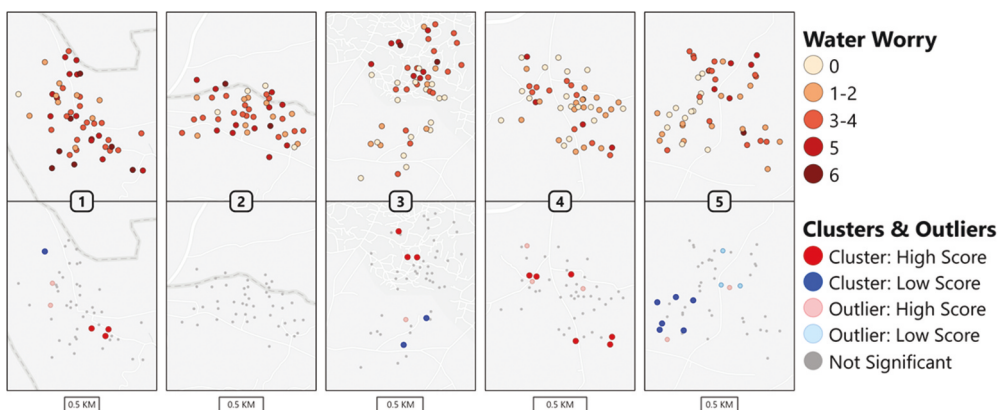 1
2
3
4
5
Water Worry
0
1-2
3-4
5
6
Clusters & Outliers
Cluster: High Score
Cluster: Low Score
Outlier: High Score
Outlier: Low Score
Not Significant
0.5 KM
0.5 KM
0.5 KM
0.5 KM
0.5 KM